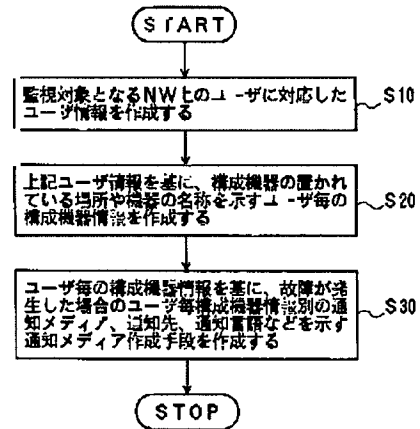 START
監視対象となるNW上のユーザに対応した
ユーザ情報を作成する
S10
上記ユーザ情報を基に、構成機器の置かれ
ている場所や機器の名称を示すユーザ毎の
構成機器情報を作成する
S20
ユーザ毎の構成機器情報を基に、故障が発
生した場合のユーザ毎構成機器情報別の通
知メディア、通知先、通知言語などを示す
通知メディア作成手段を作成する
S30
STOP